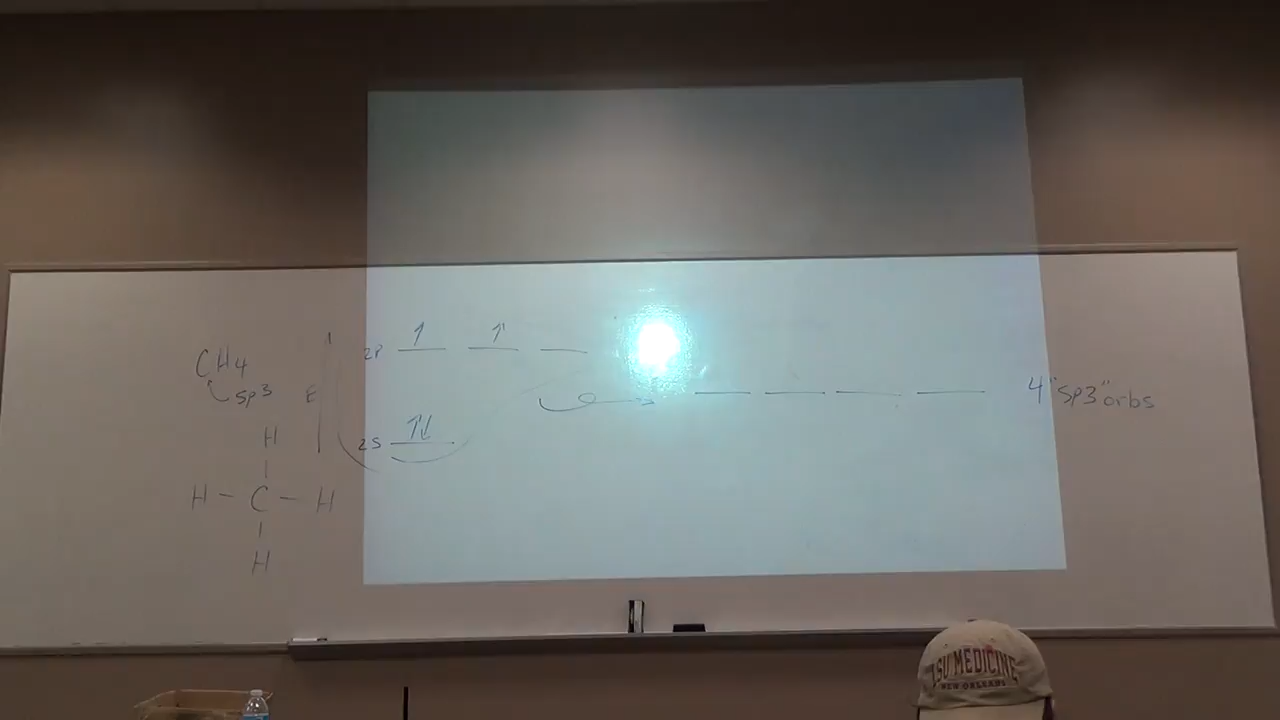 CH4
sp3
E
H
H - C - H
H
2P ↑ ↑
2S ↑↓
4 "sp3" orbs
LSU MEDICINE
NEW ORLEANS